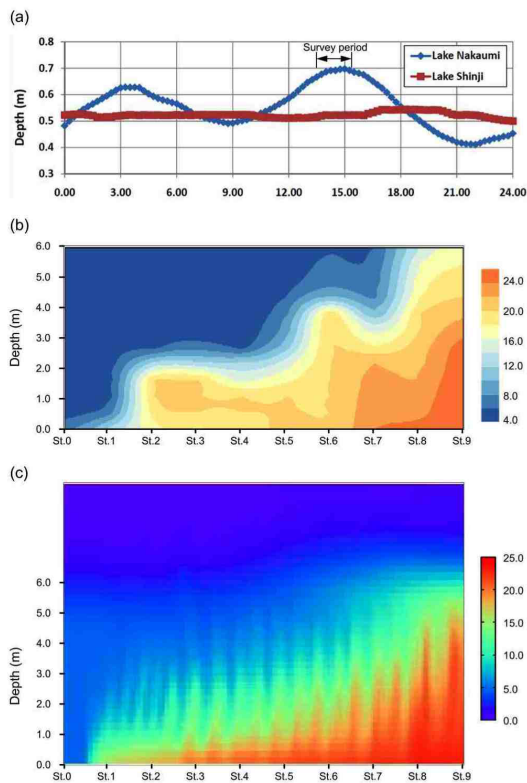 (a)
Survey period
Lake Nakaumi
Lake Shinji
Depth (m)
0.8
0.7
0.6
0.5
0.4
0.3
0.00 3.00 6.00 9.00 12.00 15.00 18.00 21.00 24.00
(b)
Depth (m)
6.0
5.0
4.0
3.0
2.0
1.0
0.0
St.0 St.1 St.2 St.3 St.4 St.5 St.6 St.7 St.8 St.9
24.0
20.0
16.0
12.0
8.0
4.0
(c)
Depth (m)
6.0
5.0
4.0
3.0
2.0
1.0
0.0
St.0 St.1 St.2 St.3 St.4 St.5 St.6 St.7 St.8 St.9
25.0
20.0
15.0
10.0
5.0
0.0